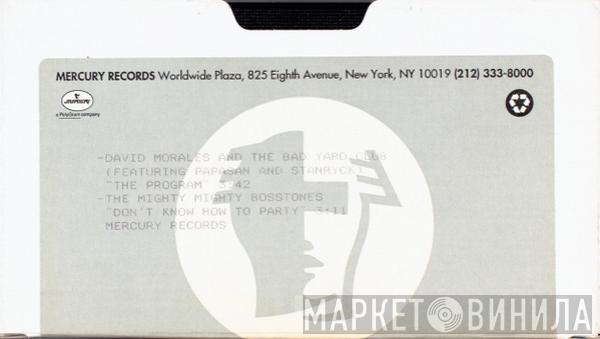 MERCURY RECORDS Worldwide Plaza, 825 Eighth Avenue, New York, NY 10019 (212) 333-8000
mercury
a PolyGram company
-DAVID MORALES AND THE BAD YARD CLUB
(FEATURING PAPASAN AND STANRYCK)
"THE PROGRAM" 3:42
-THE MIGHTY MIGHTY BOSSTONES
"DON'T KNOW HOW TO PARTY" 3:11
MERCURY RECORDS
МАРКЕТ ВИНИЛА